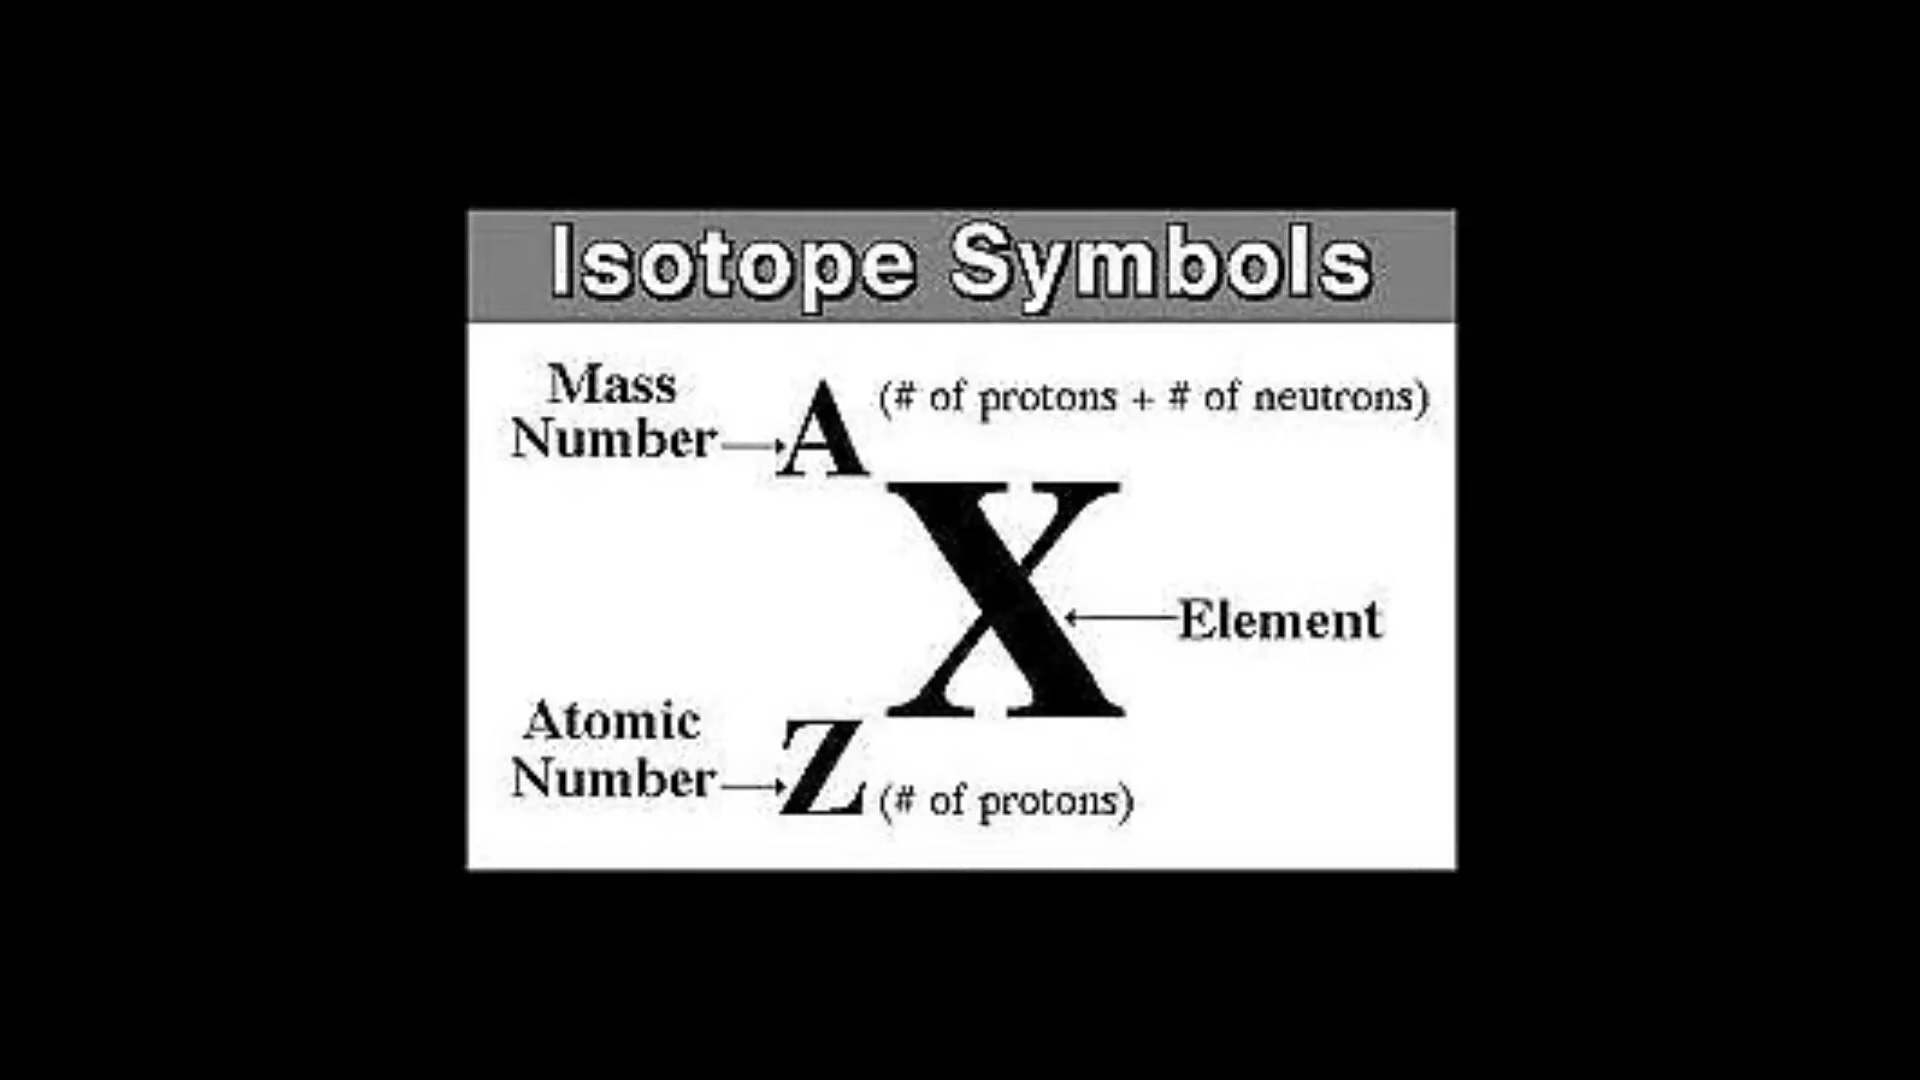 Isotope Symbols
Mass
Number
A (# of protons + # of neutrons)
X
Element
Atomic
Number
Z (# of protons)